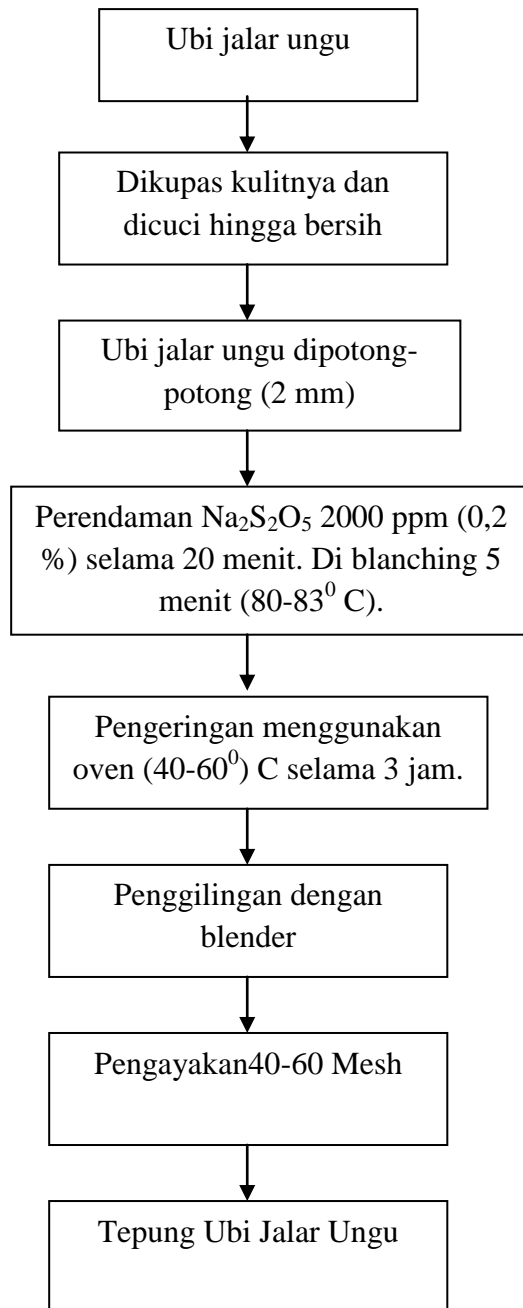 Ubi jalar ungu
Dikupas kulitnya dan
dicuci hingga bersih
Ubi jalar ungu dipotong-
potong (2 mm)
Perendaman Na₂S₂O₅ 2000 ppm (0,2
%) selama 20 menit. Di blanching 5
menit (80-83⁰ C).
Pengeringan menggunakan
oven (40-60⁰) C selama 3 jam.
Penggilingan dengan
blender
Pengayakan40-60 Mesh
Tepung Ubi Jalar Ungu